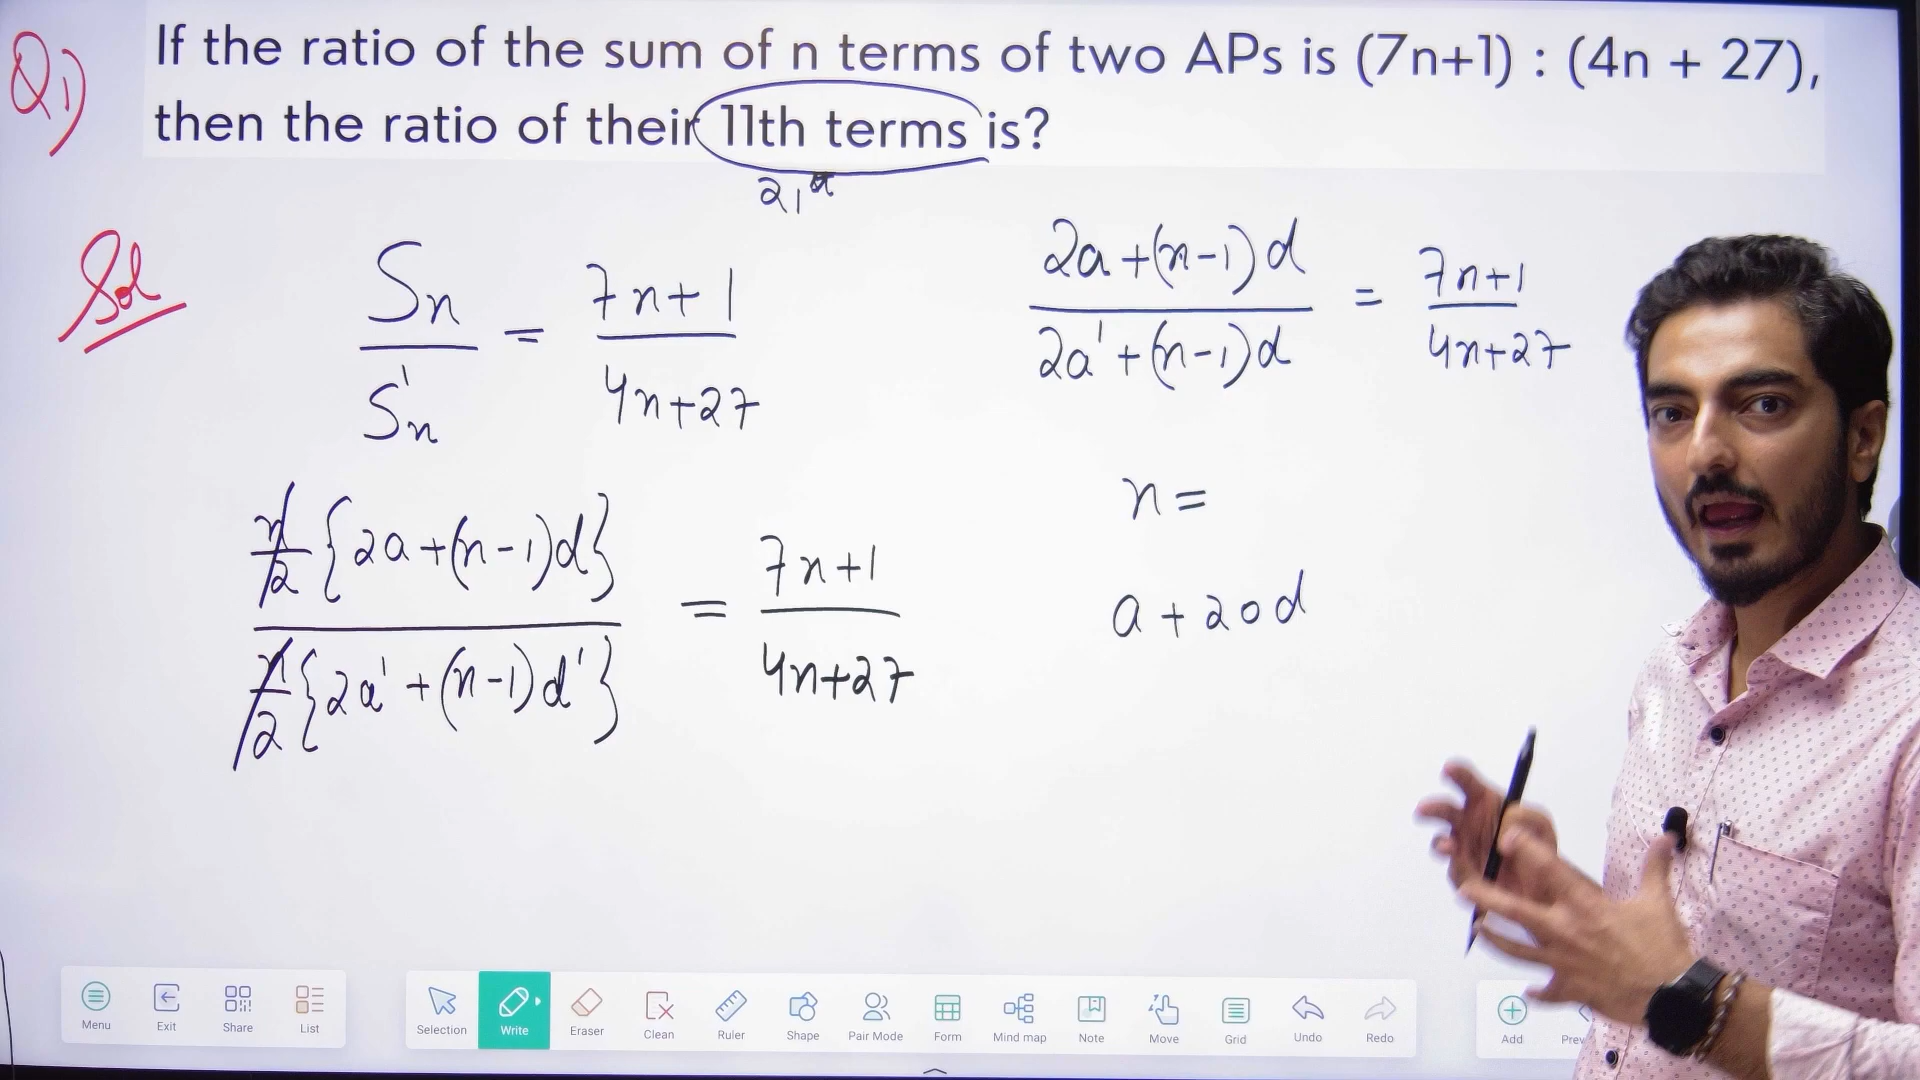 Q1)
If the ratio of the sum of n terms of two APs is (7n+1) : (4n + 27),
then the ratio of their 11th terms is?
21
Sol
Sn / S'n = 7n+1 / 4n+27
2a+(n-1)d / 2a'+(n-1)d = 7n+1 / 4n+27
n/2 {2a+(n-1)d} / n/2 {2a'+(n-1)d'} = 7n+1 / 4n+27
n =
a + 20d
Menu Exit Share List Selection Write Eraser Clean Ruler Shape Pair Mode Form Mind map Note Move Grid Undo Redo Add